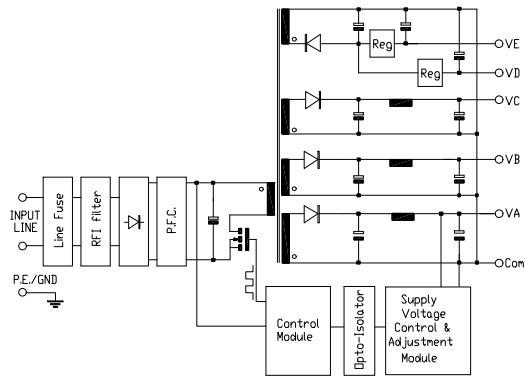 Reg
VE
Reg
VD
VC
VB
VA
Com
INPUT
LINE
Line Fuse
RFI filter
P.F.C.
P.E./GND
Control
Module
Opto-Isolator
Supply
Voltage
Control &
Adjustment
Module